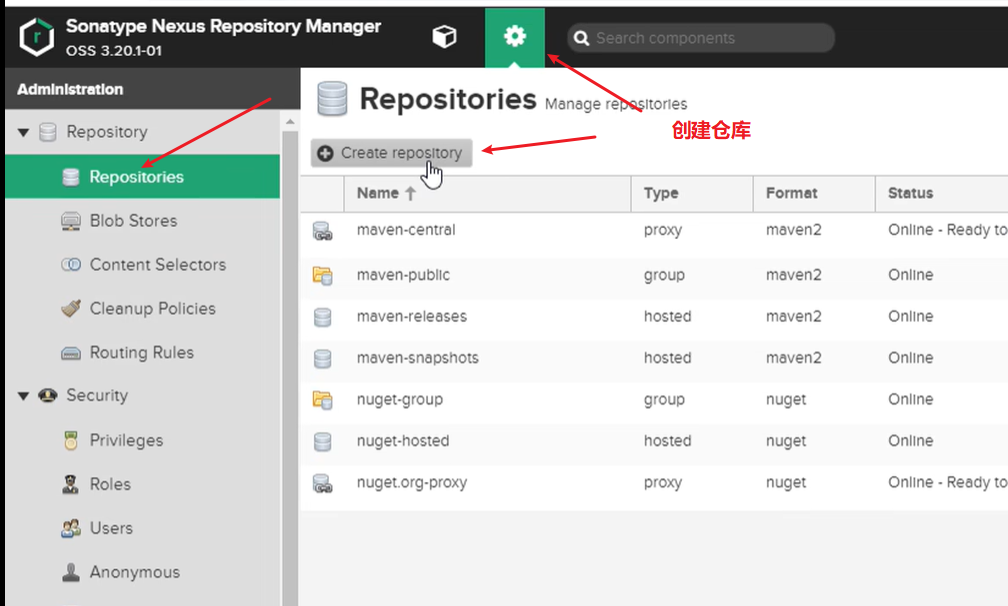 Sonatype Nexus Repository Manager
OSS 3.20.1-01
Search components
Administration
Repository
Repositories
Blob Stores
Content Selectors
Cleanup Policies
Routing Rules
Security
Privileges
Roles
Users
Anonymous
Repositories Manage repositories
创建仓库
Create repository
Name Type Format Status
maven-central proxy maven2 Online - Ready to
maven-public group maven2 Online
maven-releases hosted maven2 Online
maven-snapshots hosted maven2 Online
nuget-group group nuget Online
nuget-hosted hosted nuget Online
nuget.org-proxy proxy nuget Online - Ready to